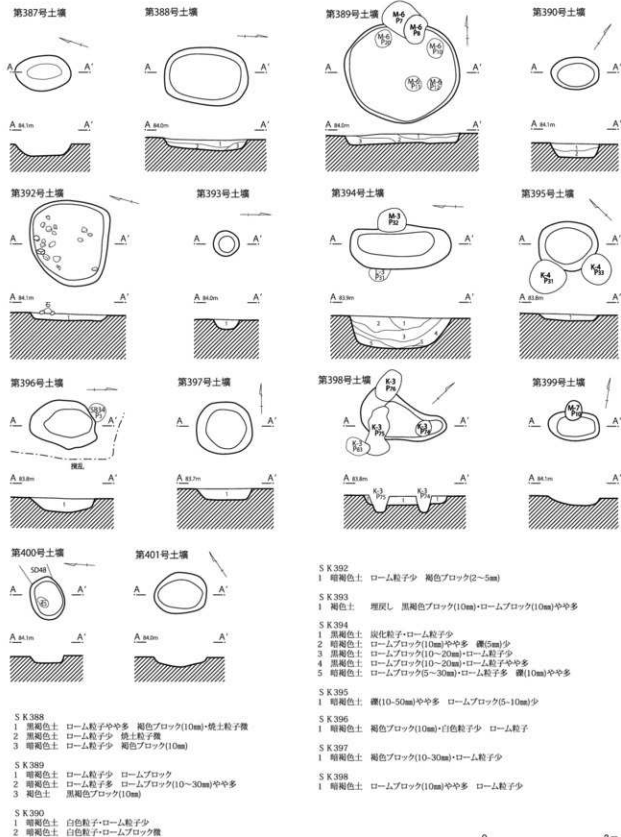 第387号土壙
第388号土壙
第389号土壙
第390号土壙
M-6
P7
M-6
P8
A
A'
A
A'
A
A'
A
A'
A 84.1m
A'
A 84.0m
A'
A 84.0m
A'
A 84.1m
A'
1
2
第392号土壙
第393号土壙
第394号土壙
第395号土壙
M-3
P32
K-3
P31
K-4
P31
K-4
P33
A
A'
A
A'
A
A'
A
A'
A 84.1m
A'
A 84.0m
A'
A 83.9m
A'
A 83.8m
A'
石
1
1
2
1
3
4
5
1
第396号土壙
第397号土壙
第398号土壙
第399号土壙
SB34
P3
撹乱
K-3
P76
K-3
P75
K-3
P74
K-3
P63
M-7
P16
A
A'
A
A'
A
A'
A
A'
A 83.8m
A'
A 83.7m
A'
A 83.8m
A'
A 84.1m
A'
1
1
K-3
P75
K-3
P74
1
第400号土壙
第401号土壙
SD48
A
A'
A
A'
A 84.1m
A'
A 84.0m
A'
ＳＫ388
1 黒褐色土 ローム粒子やや多 褐色ブロック(10㎜)・焼土粒子微
2 黒褐色土 ローム粒子少 焼土粒子微
3 暗褐色土 ローム粒子少 褐色ブロック(10㎜)
ＳＫ389
1 暗褐色土 ローム粒子少 ロームブロック
2 暗褐色土 ローム粒子多 ロームブロック(10～30㎜)やや多
3 褐色土 黒褐色ブロック(10㎜)
ＳＫ390
1 暗褐色土 白色粒子・ローム粒子少
2 暗褐色土 白色粒子・ロームブロック微
ＳＫ392
1 暗褐色土 ローム粒子少 褐色ブロック(2～5㎜)
ＳＫ393
1 褐色土 埋戻し 黒褐色ブロック(10㎜)・ロームブロック(10㎜)やや多
ＳＫ394
1 黒褐色土 炭化粒子・ローム粒子少
2 暗褐色土 ロームブロック(10㎜)やや多 礫(5㎜)少
3 黒褐色土 ロームブロック(10～20㎜)・ローム粒子少
4 黒褐色土 ロームブロック(10～20㎜)・ローム粒子やや多
5 暗褐色土 ロームブロック(5～30㎜)・ローム粒子多 礫(10㎜)やや多
ＳＫ395
1 暗褐色土 礫(10-50㎜)やや多 ロームブロック(5-10㎜)少
ＳＫ396
1 暗褐色土 褐色ブロック(10㎜)・白色粒子少 ローム粒子
ＳＫ397
1 暗褐色土 褐色ブロック(10-30㎜)・ローム粒子少
ＳＫ398
1 暗褐色土 ロームブロック(10㎜)やや多 ローム粒子少